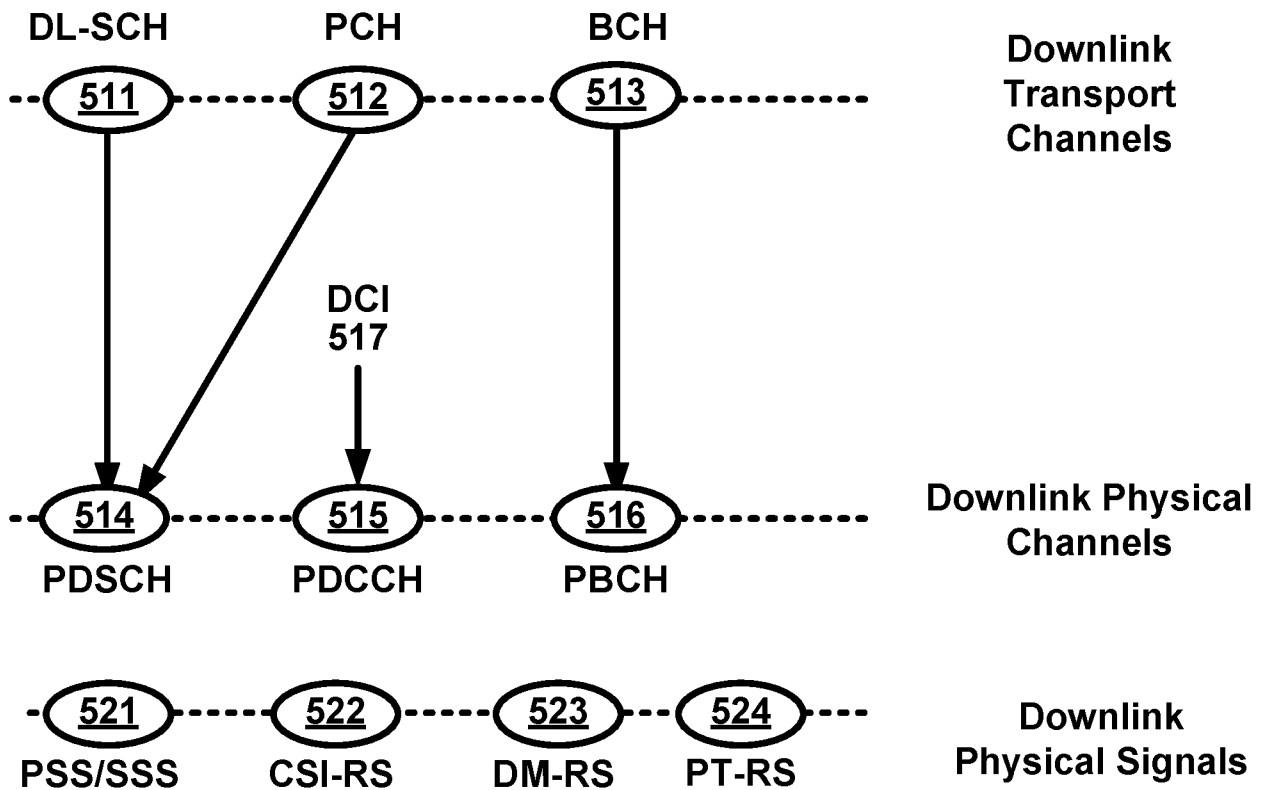 DL-SCH PCH BCH
511 512 513
Downlink
Transport
Channels
DCI
517
514 515 516
PDSCH PDCCH PBCH
Downlink Physical
Channels
521 522 523 524
PSS/SSS CSI-RS DM-RS PT-RS
Downlink
Physical Signals